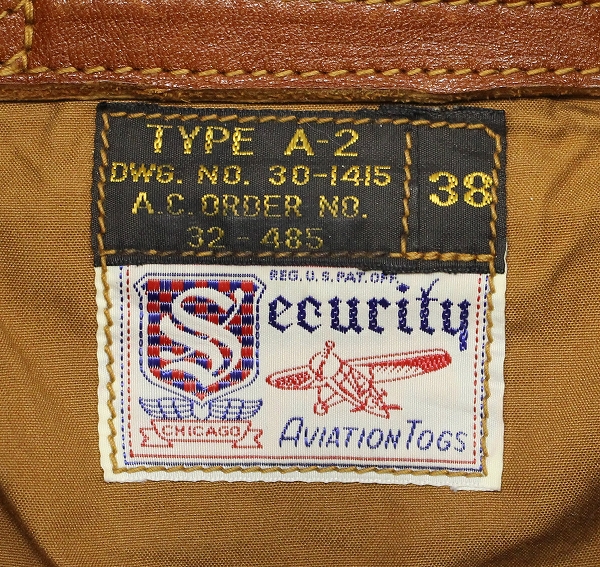 TYPE A-2
DWG. NO. 30-1415
A.C. ORDER NO.
32-485
38
REG. U.S. PAT. OFF.
Security
CHICAGO
AVIATION TOGS